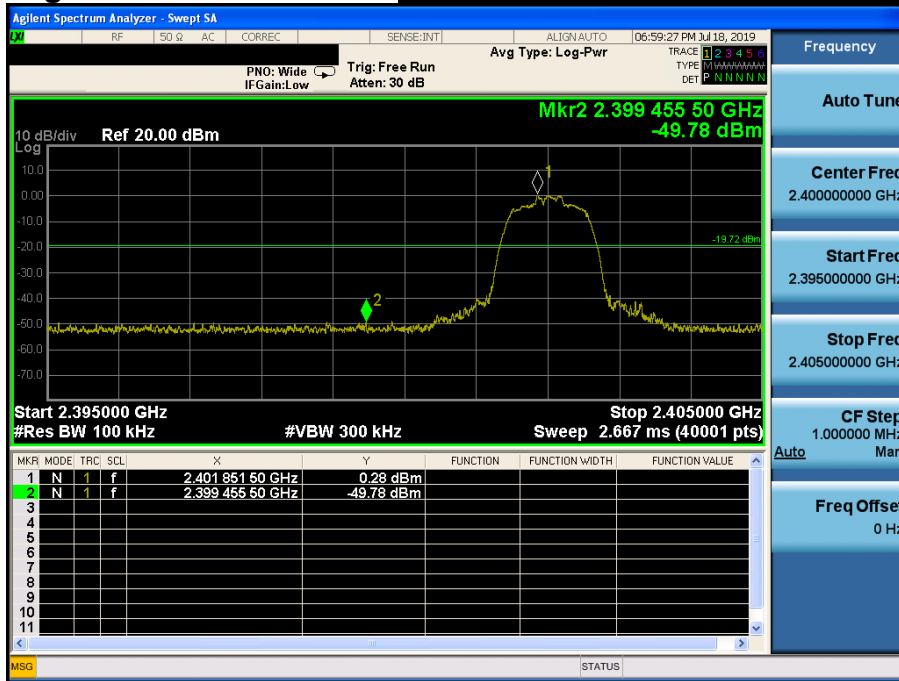 Agilent Spectrum Analyzer - Swept SA
LXI RF 50 Ω AC CORREC SENSE:INT ALIGNAUTO 06:59:27 PM Jul 18, 2019
Avg Type: Log-Pwr TRACE 1 2 3 4 5 6
PNO: Wide Trig: Free Run TYPE M
IFGain:Low Atten: 30 dB DET P N N N N N
Mkr2 2.399 455 50 GHz
-49.78 dBm
10 dB/div Ref 20.00 dBm
Log
10.0
0.00
-10.0
-20.0
-30.0
-40.0
-50.0
-60.0
-70.0
1
2
-19.72 dBm
Start 2.395000 GHz Stop 2.405000 GHz
#Res BW 100 kHz #VBW 300 kHz Sweep 2.667 ms (40001 pts)
MKR MODE TRC SCL X Y FUNCTION FUNCTION WIDTH FUNCTION VALUE
1 N 1 f 2.401 851 50 GHz 0.28 dBm
2 N 1 f 2.399 455 50 GHz -49.78 dBm
3
4
5
6
7
8
9
10
11
MSG STATUS
Frequency
Auto Tune
Center Freq
2.400000000 GHz
Start Freq
2.395000000 GHz
Stop Freq
2.405000000 GHz
CF Step
1.000000 MHz
Auto Man
Freq Offset
0 Hz